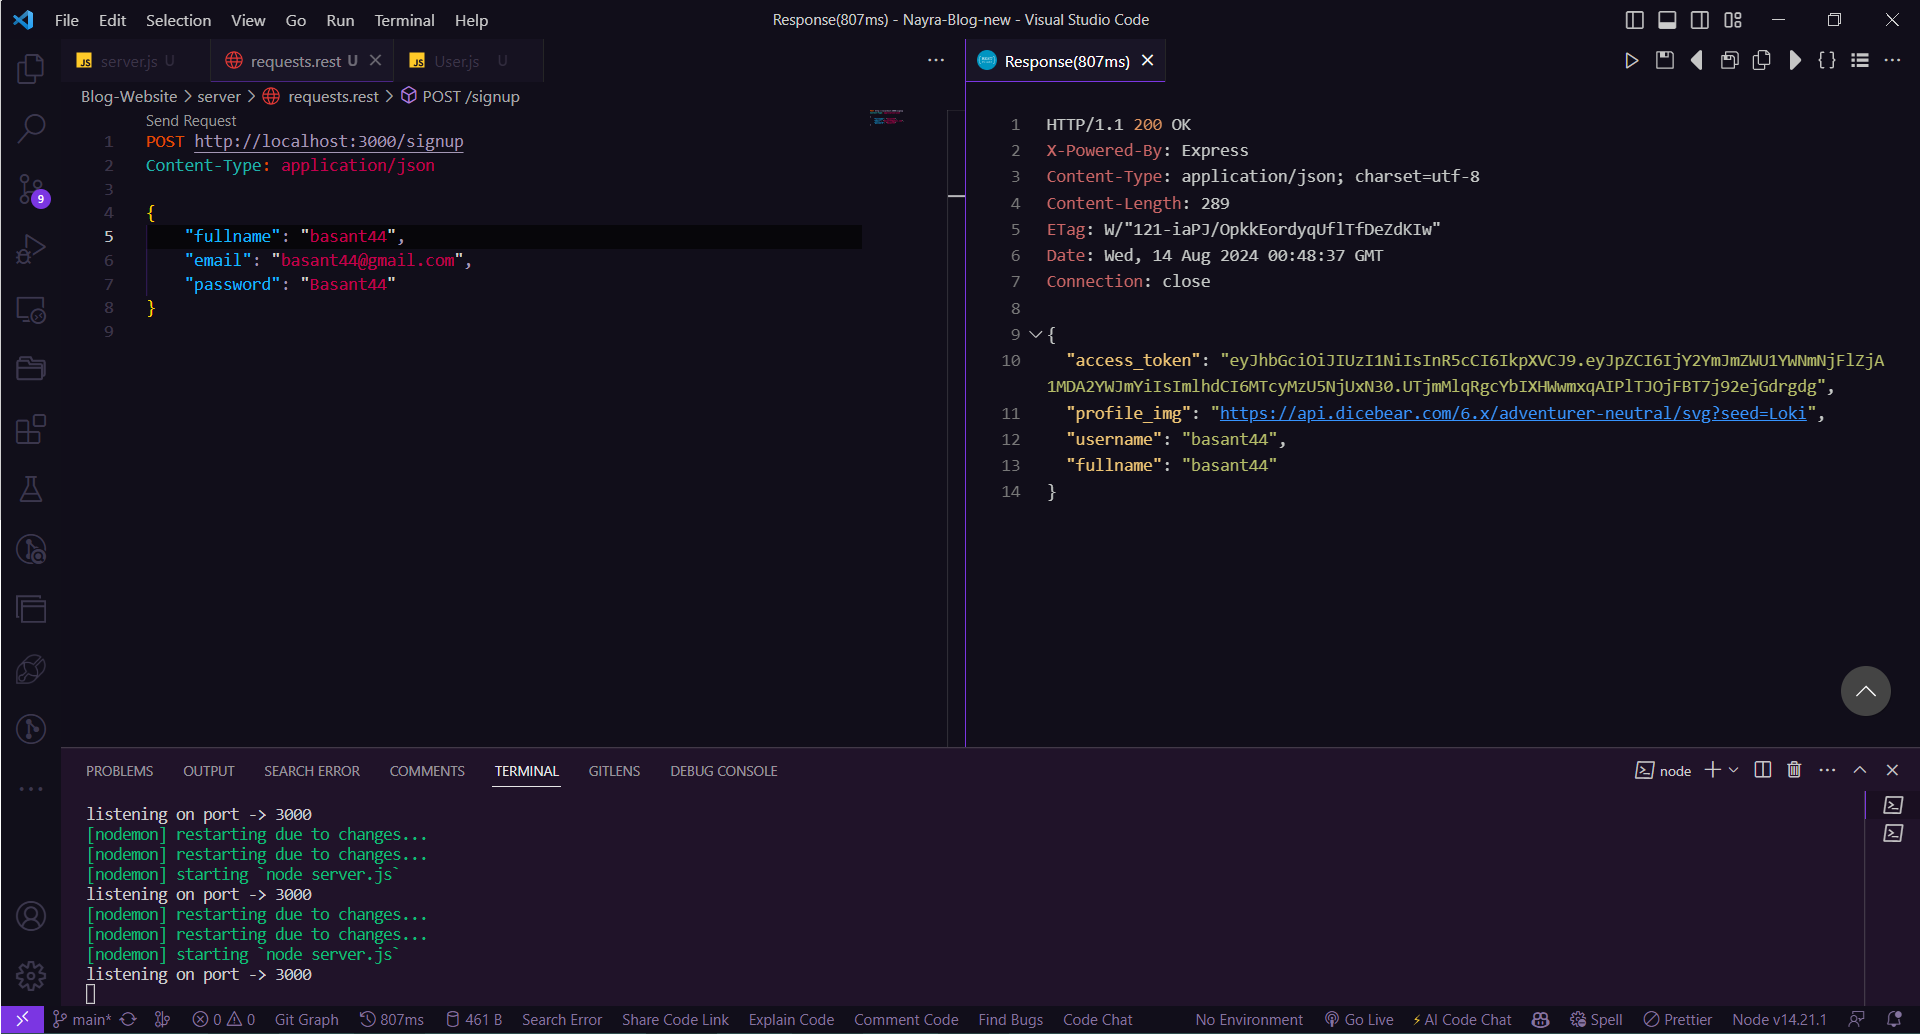 File Edit Selection View Go Run Terminal Help
Response(807ms) - Nayra-Blog-new - Visual Studio Code
server.js U
requests.rest U
User.js U
Response(807ms)
Blog-Website > server > requests.rest > POST /signup
Send Request
1 POST http://localhost:3000/signup
2 Content-Type: application/json
3
4 {
5 "fullname": "basant44",
6 "email": "basant44@gmail.com",
7 "password": "Basant44"
8 }
9
1 HTTP/1.1 200 OK
2 X-Powered-By: Express
3 Content-Type: application/json; charset=utf-8
4 Content-Length: 289
5 ETag: W/"121-iaPJ/OpkkEordyqUflTfDeZdKIw"
6 Date: Wed, 14 Aug 2024 00:48:37 GMT
7 Connection: close
8
9 {
10 "access_token": "eyJhbGciOiJIUzI1NiIsInR5cCI6IkpXVCJ9.eyJpZCI6IjY2YmJmZWU1YWNmNjFlZjA
1MDA2YWJmYiIsImlhdCI6MTcyMzU5NjUxN30.UTjmMlqRgcYbIXHWwmxqAIPlTJOjFBT7j92ejGdrgdg",
11 "profile_img": "https://api.dicebear.com/6.x/adventurer-neutral/svg?seed=Loki",
12 "username": "basant44",
13 "fullname": "basant44"
14 }
9
PROBLEMS OUTPUT SEARCH ERROR COMMENTS TERMINAL GITLENS DEBUG CONSOLE
node
listening on port -> 3000
[nodemon] restarting due to changes...
[nodemon] restarting due to changes...
[nodemon] starting `node server.js`
listening on port -> 3000
[nodemon] restarting due to changes...
[nodemon] restarting due to changes...
[nodemon] starting `node server.js`
listening on port -> 3000
main* 0 0 Git Graph 807ms 461 B Search Error Share Code Link Explain Code Comment Code Find Bugs Code Chat No Environment Go Live AI Code Chat Spell Prettier Node v14.21.1